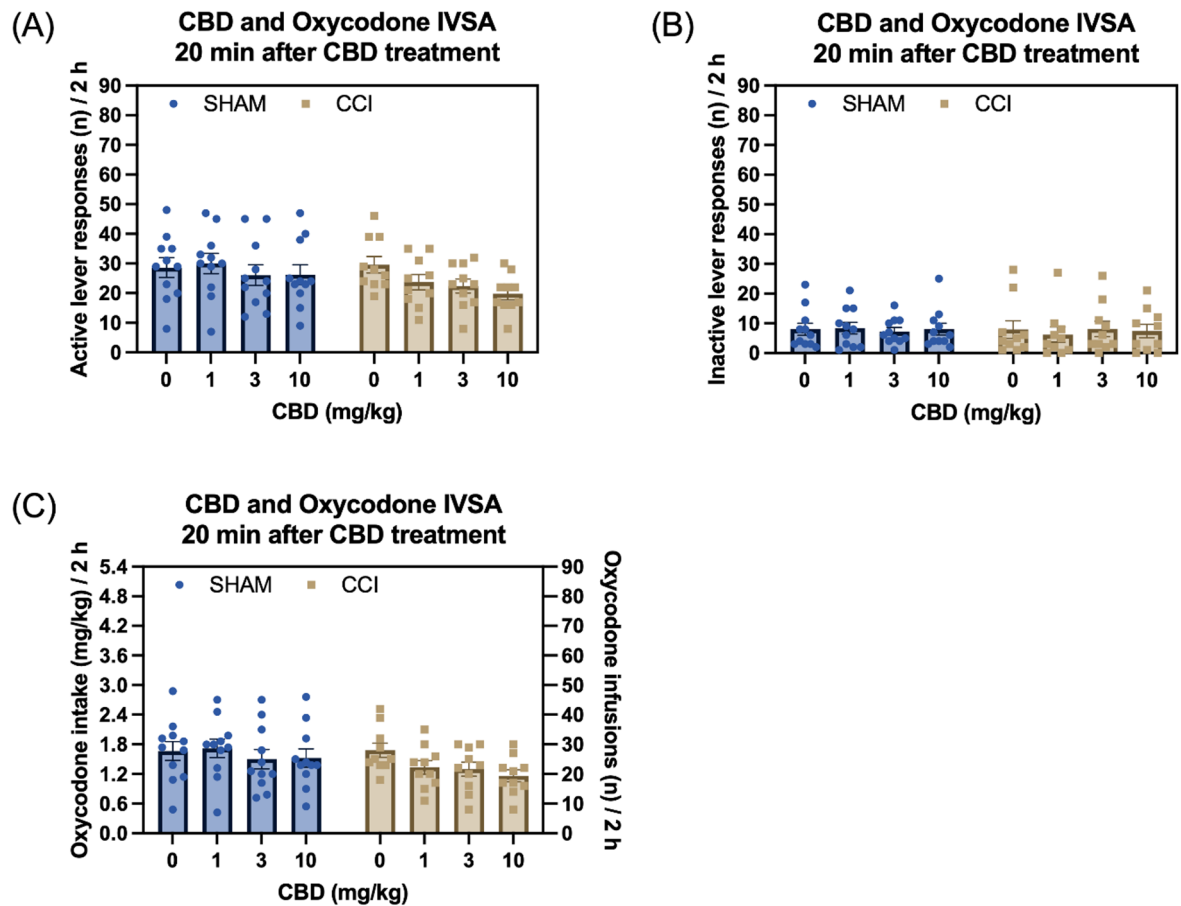 (A)
CBD and Oxycodone IVSA
20 min after CBD treatment
Active lever responses (n) / 2 h
90
80
70
60
50
40
30
20
10
0
SHAM CCI
0 1 3 10 0 1 3 10
CBD (mg/kg)
(B)
CBD and Oxycodone IVSA
20 min after CBD treatment
Inactive lever responses (n) / 2 h
90
80
70
60
50
40
30
20
10
0
SHAM CCI
0 1 3 10 0 1 3 10
CBD (mg/kg)
(C)
CBD and Oxycodone IVSA
20 min after CBD treatment
Oxycodone intake (mg/kg) / 2 h
5.4
4.8
4.2
3.6
3.0
2.4
1.8
1.2
0.6
0.0
SHAM CCI
90
80
70
60
50
40
30
20
10
0
Oxycodone infusions (n) / 2 h
0 1 3 10 0 1 3 10
CBD (mg/kg)